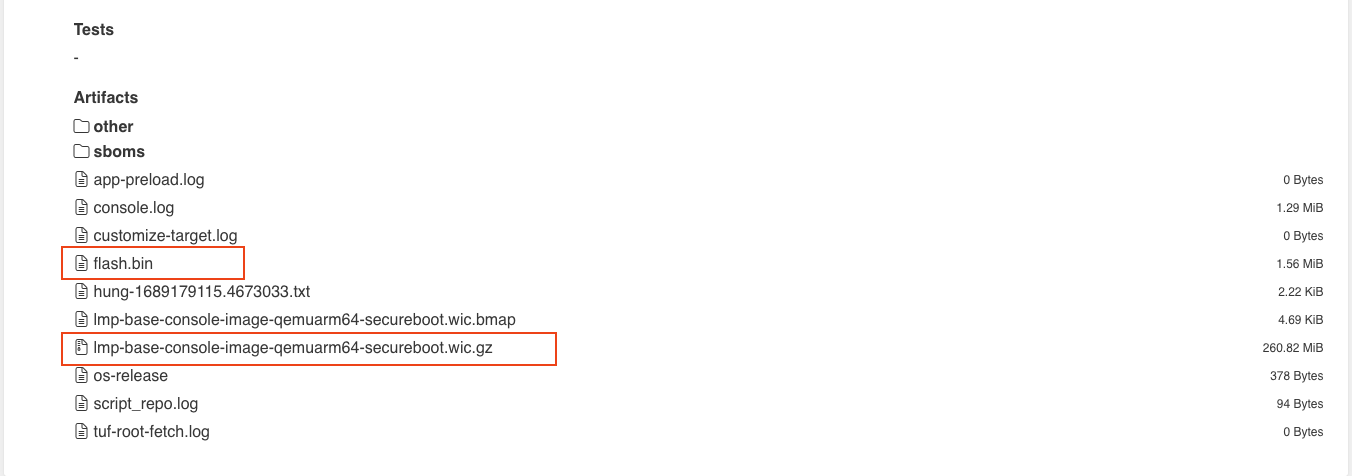 Tests
-
Artifacts
other
sboms
app-preload.log 0 Bytes
console.log 1.29 MiB
customize-target.log 0 Bytes
flash.bin 1.56 MiB
hung-1689179115.4673033.txt 2.22 KiB
lmp-base-console-image-qemuarm64-secureboot.wic.bmap 4.69 KiB
lmp-base-console-image-qemuarm64-secureboot.wic.gz 260.82 MiB
os-release 378 Bytes
script_repo.log 94 Bytes
tuf-root-fetch.log 0 Bytes